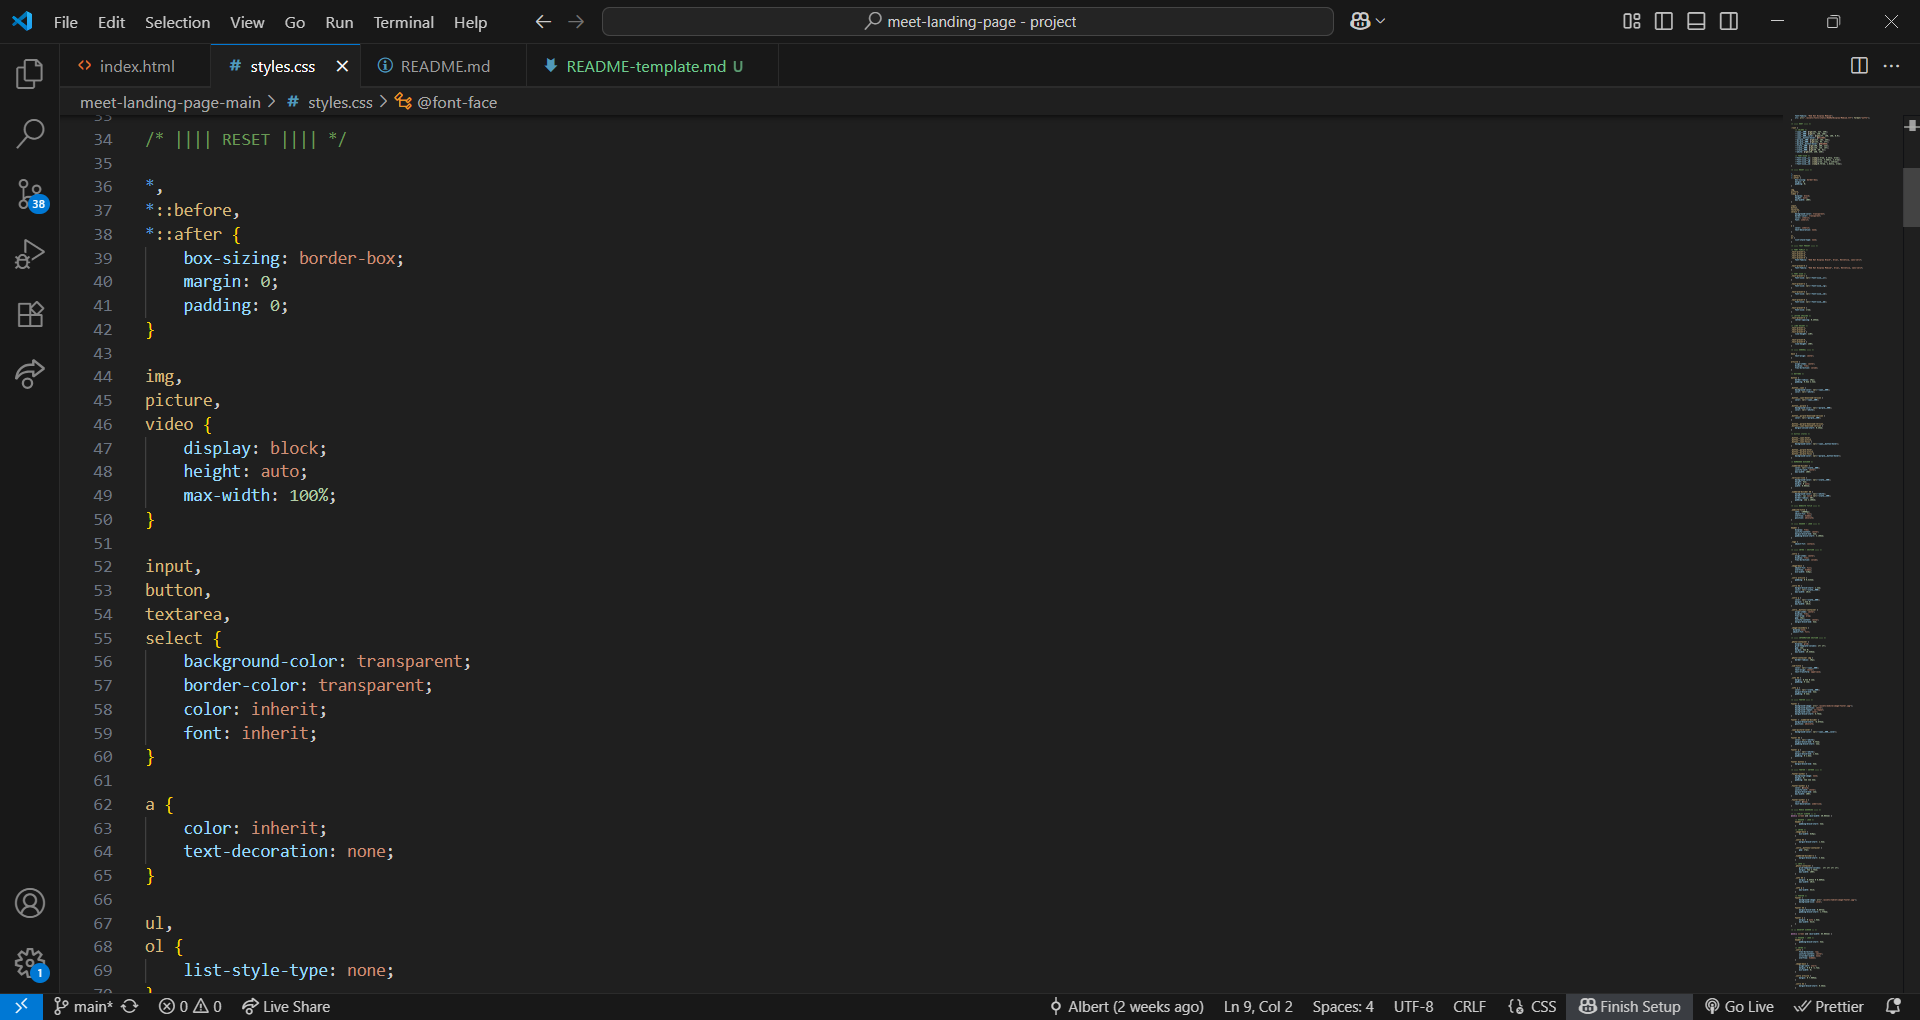 File Edit Selection View Go Run Terminal Help
meet-landing-page - project
index.html
# styles.css
README.md
README-template.md U
meet-landing-page-main > # styles.css > @font-face
33
34 /* |||| RESET |||| */
35
36 *,
37 *::before,
38 *::after {
39 box-sizing: border-box;
40 margin: 0;
41 padding: 0;
42 }
43
44 img,
45 picture,
46 video {
47 display: block;
48 height: auto;
49 max-width: 100%;
50 }
51
52 input,
53 button,
54 textarea,
55 select {
56 background-color: transparent;
57 border-color: transparent;
58 color: inherit;
59 font: inherit;
60 }
61
62 a {
63 color: inherit;
64 text-decoration: none;
65 }
66
67 ul,
68 ol {
69 list-style-type: none;
70 }
38
1
main* 0 0 Live Share Albert (2 weeks ago) Ln 9, Col 2 Spaces: 4 UTF-8 CRLF {} CSS Finish Setup Go Live Prettier